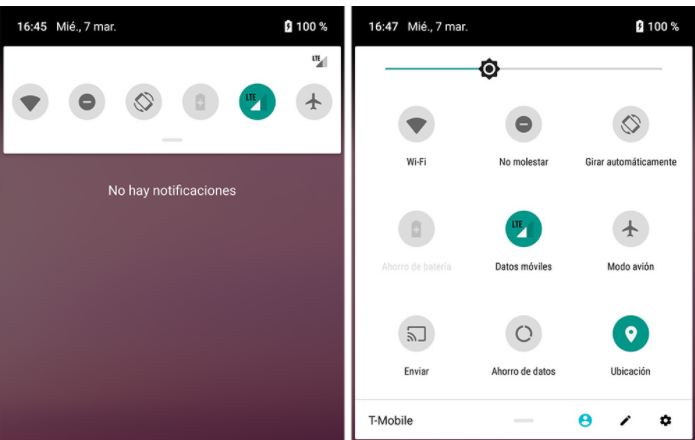 16:45 Mié., 7 mar. 100 %
LTE
LTE
No hay notificaciones
16:47 Mié., 7 mar. 100 %
Wi-Fi No molestar Girar automáticamente
LTE
Ahorro de batería Datos móviles Modo avión
Enviar Ahorro de datos Ubicación
T-Mobile